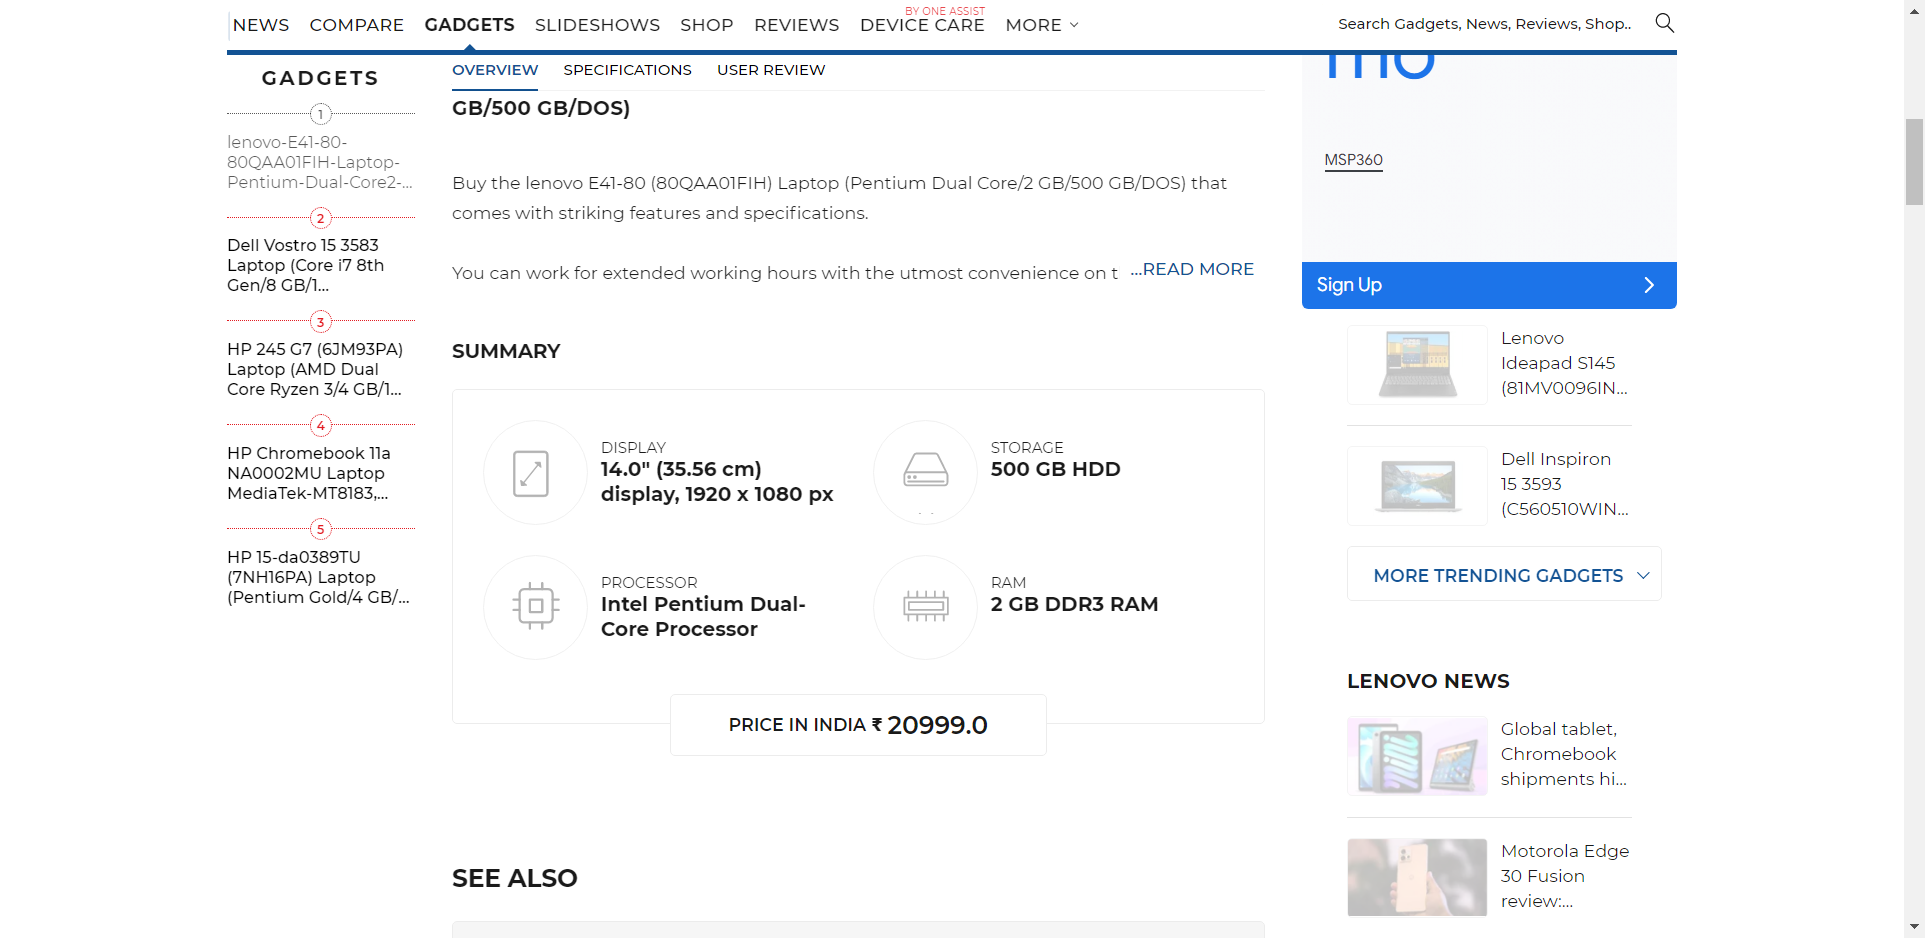 NEWS COMPARE GADGETS SLIDESHOWS SHOP REVIEWS DEVICE CARE MORE
BY ONE ASSIST
Search Gadgets, News, Reviews, Shop..
GADGETS
1
lenovo-E41-80-
80QAA01FIH-Laptop-
Pentium-Dual-Core2-...
2
Dell Vostro 15 3583
Laptop (Core i7 8th
Gen/8 GB/1...
3
HP 245 G7 (6JM93PA)
Laptop (AMD Dual
Core Ryzen 3/4 GB/1...
4
HP Chromebook 11a
NA0002MU Laptop
MediaTek-MT8183,...
5
HP 15-da0389TU
(7NH16PA) Laptop
(Pentium Gold/4 GB/...
OVERVIEW SPECIFICATIONS USER REVIEW
GB/500 GB/DOS)
Buy the lenovo E41-80 (80QAA01FIH) Laptop (Pentium Dual Core/2 GB/500 GB/DOS) that
comes with striking features and specifications.
You can work for extended working hours with the utmost convenience on t ...READ MORE
SUMMARY
DISPLAY
14.0" (35.56 cm)
display, 1920 x 1080 px
STORAGE
500 GB HDD
PROCESSOR
Intel Pentium Dual-
Core Processor
RAM
2 GB DDR3 RAM
PRICE IN INDIA ₹ 20999.0
SEE ALSO
MSP360
Sign Up
Lenovo
Ideapad S145
(81MV0096IN...
Dell Inspiron
15 3593
(C560510WIN...
MORE TRENDING GADGETS
LENOVO NEWS
Global tablet,
Chromebook
shipments hi...
Motorola Edge
30 Fusion
review:...